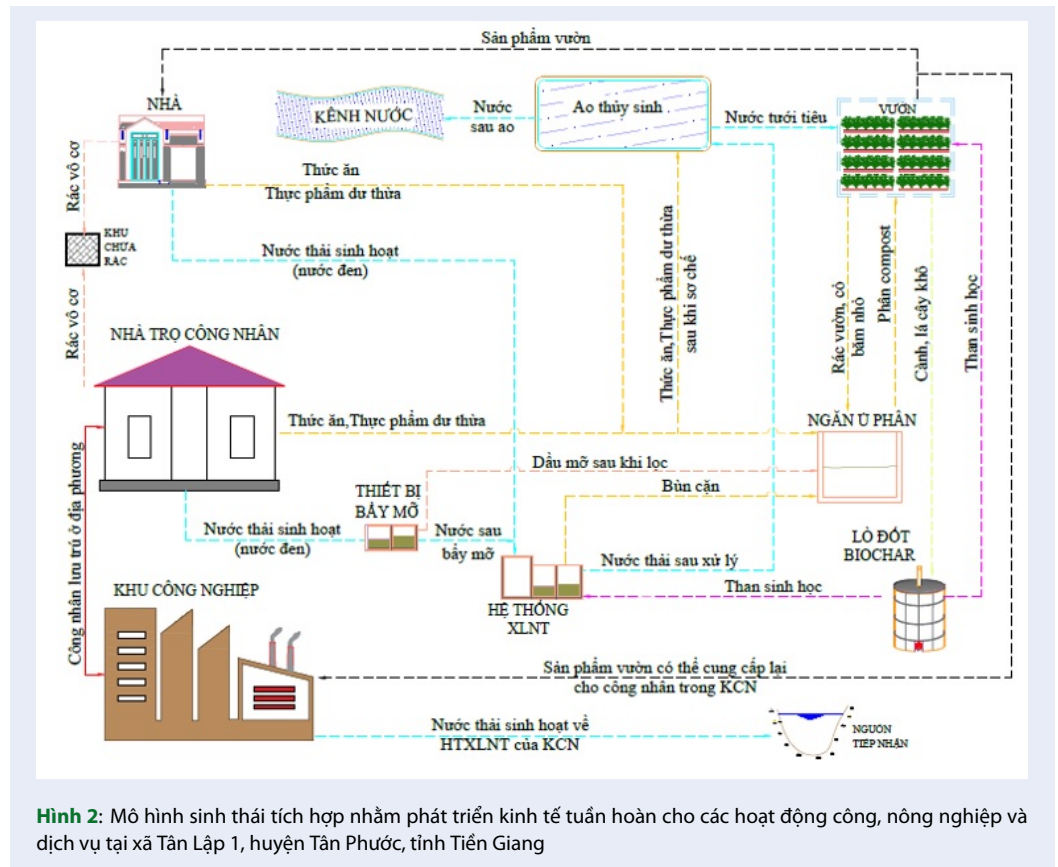 Sản phẩm vườn
NHÀ
KÊNH NƯỚC
Nước
sau ao
Ao thủy sinh
Nước tưới tiêu
VƯỜN
Rác vô cơ
Thức ăn
Thực phẩm dư thừa
KHU
CHỨA
RÁC
Nước thải sinh hoạt
(nước đen)
Thức ăn,Thực phẩm dư thừa
sau khi sơ chế
Rác vườn, cỏ
băm nhỏ
Phân compost
Cành, lá cây khô
Than sinh học
Rác vô cơ
NHÀ TRỌ CÔNG NHÂN
Thức ăn,Thực phẩm dư thừa
NGĂN Ủ PHÂN
Dầu mỡ sau khi lọc
Bùn cặn
THIẾT BỊ
BẪY MỠ
Nước thải sinh hoạt
(nước đen)
Nước sau
bẫy mỡ
Nước thải sau xử lý
LÒ ĐỐT
BIOCHAR
Than sinh học
HỆ THỐNG
XLNT
Công nhân lưu trú ở địa phương
KHU CÔNG NGHIỆP
Sản phẩm vườn có thể cung cấp lại
cho công nhân trong KCN
Nước thải sinh hoạt về
HTXLNT của KCN
NGUỒN
TIẾP NHẬN
Hình 2: Mô hình sinh thái tích hợp nhằm phát triển kinh tế tuần hoàn cho các hoạt động công, nông nghiệp và
dịch vụ tại xã Tân Lập 1, huyện Tân Phước, tỉnh Tiền Giang